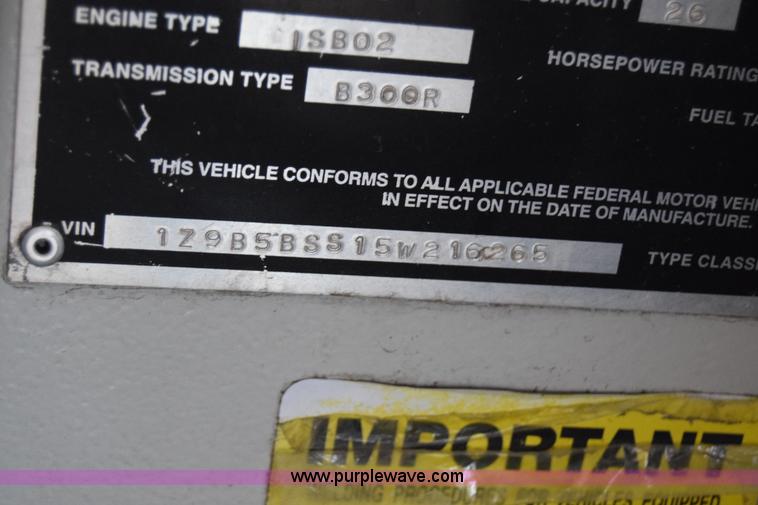 CAPACITY 26
ENGINE TYPE ISB02
HORSEPOWER RATING
TRANSMISSION TYPE B300R
FUEL TA
THIS VEHICLE CONFORMS TO ALL APPLICABLE FEDERAL MOTOR VEHI
IN EFFECT ON THE DATE OF MANUFACTURE.
VIN 1Z9B5BSS15W216265
TYPE CLASSI
IMPORTANT
www.purplewave.com